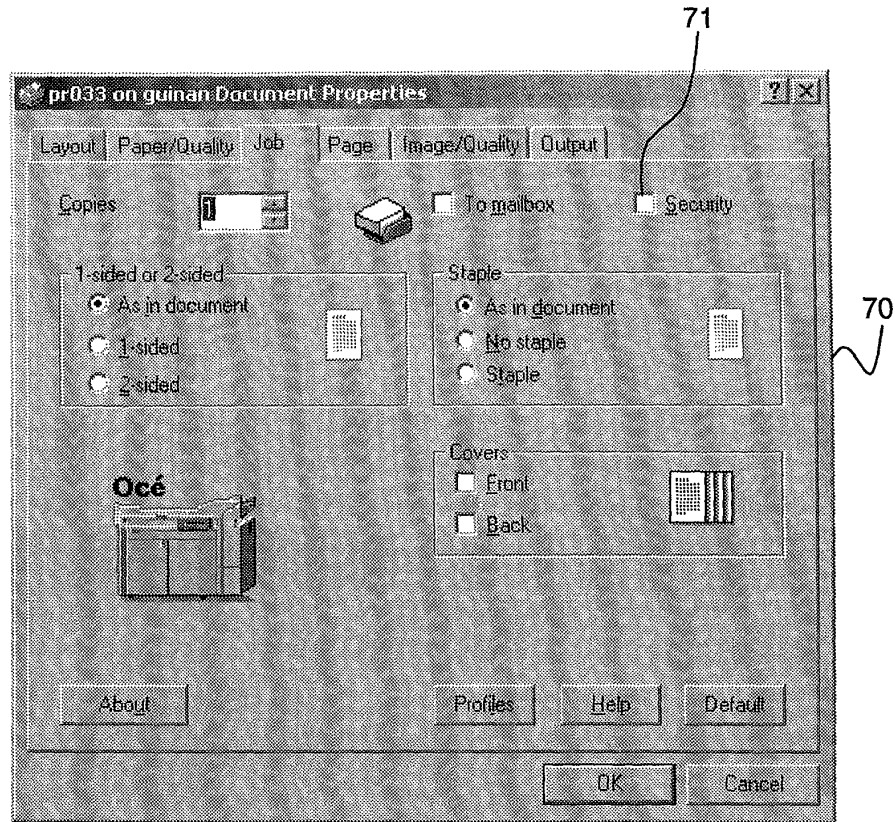 71
pr033 on guinan Document Properties
Layout Paper/Quality Job Page Image/Quality Output
Copies 1 To mailbox Security
1-sided or 2-sided Staple
As in document As in document
1-sided No staple
2-sided Staple
70
Covers
Front
Back
Océ
About Profiles Help Default
OK Cancel